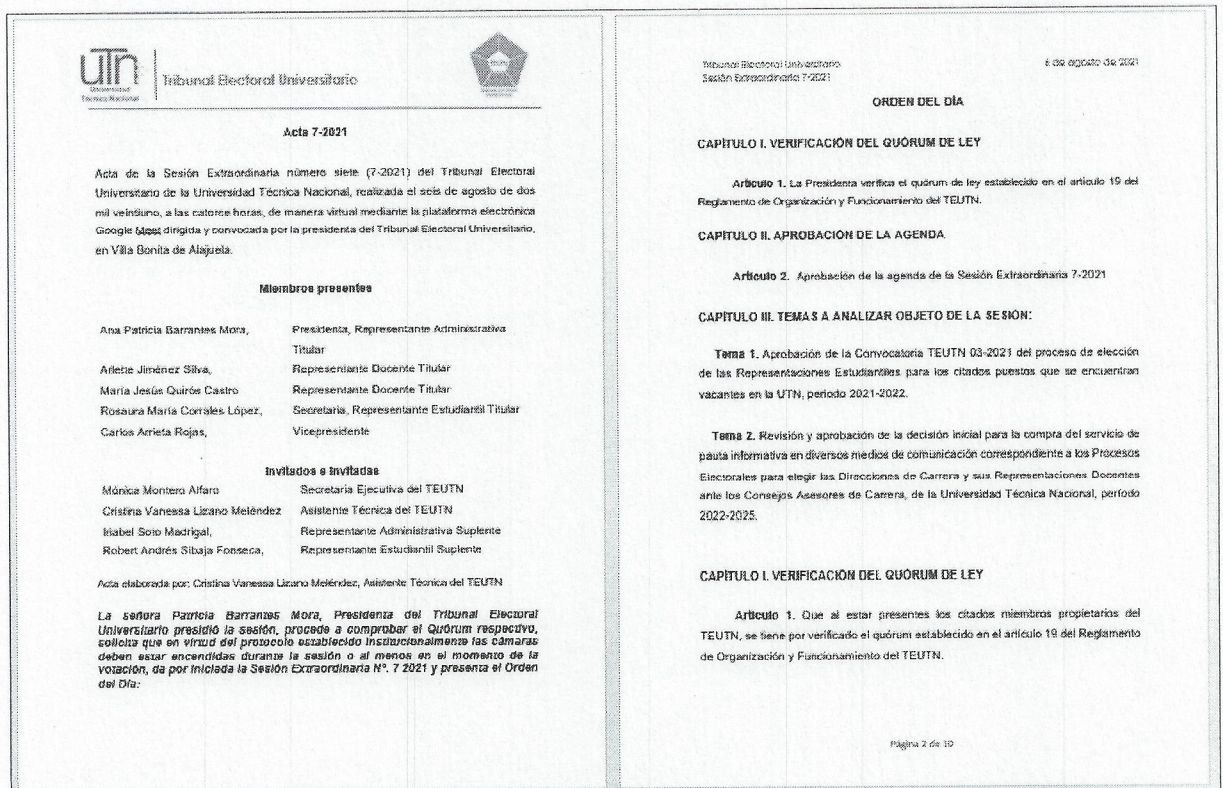 utn
Universidad
Técnica Nacional
Tribunal Electoral Universitario
Acta 7-2021
Acta de la Sesión Extraordinaria número siete (7-2021) del Tribunal Electoral
Universitario de la Universidad Técnica Nacional, realizada el seis de agosto de dos
mil veintiuno, a las catorce horas, de manera virtual mediante la plataforma electrónica
Google Meet dirigida y convocada por la presidenta del Tribunal Electoral Universitario,
en Villa Bonita de Alajuela.
Miembros presentes
Ana Patricia Barrantes Mora, Presidenta, Representante Administrativa
Titular
Arlene Jiménez Silva, Representante Docente Titular
María Jesús Quirós Castro Representante Docente Titular
Rosaura María Corrales López, Secretaria, Representante Estudiantil Titular
Carlos Arrieta Rojas, Vicepresidente
Invitados e Invitadas
Mónica Montero Alfaro Secretaria Ejecutiva del TEUTN
Cristina Vanessa Lizano Meléndez Asistente Técnica del TEUTN
Isabel Soto Madrigal, Representante Administrativa Suplente
Robert Andrés Sibaja Fonseca, Representante Estudiantil Suplente
Acta elaborada por: Cristina Vanessa Lizano Meléndez, Asistente Técnica del TEUTN
La señora Patricia Barrantes Mora, Presidenta del Tribunal Electoral
Universitario presidió la sesión, procede a comprobar el Quórum respectivo,
solicita que en virtud del protocolo establecido institucionalmente las cámaras
deben estar encendidas durante la sesión o al menos en el momento de la
votación, da por iniciada la Sesión Extraordinaria Nº. 7 2021 y presenta el Orden
del Día:
Tribunal Electoral Universitario
Sesión Extraordinaria 7-2021
6 de agosto de 2021
ORDEN DEL DÍA
CAPÍTULO I. VERIFICACIÓN DEL QUÓRUM DE LEY
Artículo 1. La Presidenta verifica el quórum de ley establecido en el artículo 19 del
Reglamento de Organización y Funcionamiento del TEUTN.
CAPÍTULO II. APROBACIÓN DE LA AGENDA
Artículo 2. Aprobación de la agenda de la Sesión Extraordinaria 7-2021
CAPÍTULO III. TEMAS A ANALIZAR OBJETO DE LA SESIÓN:
Tema 1. Aprobación de la Convocatoria TEUTN 03-2021 del proceso de elección
de las Representaciones Estudiantiles para los citados puestos que se encuentran
vacantes en la UTN, período 2021-2022.
Tema 2. Revisión y aprobación de la decisión inicial para la compra del servicio de
pauta informativa en diversos medios de comunicación correspondiente a los Procesos
Electorales para elegir las Direcciones de Carrera y sus Representaciones Docentes
ante los Consejos Asesores de Carrera, de la Universidad Técnica Nacional, período
2022-2025.
CAPÍTULO I. VERIFICACIÓN DEL QUÓRUM DE LEY
Artículo 1. Que al estar presentes los citados miembros propietarios del
TEUTN, se tiene por verificado el quórum establecido en el artículo 19 del Reglamento
de Organización y Funcionamiento del TEUTN.
Página 2 de 10